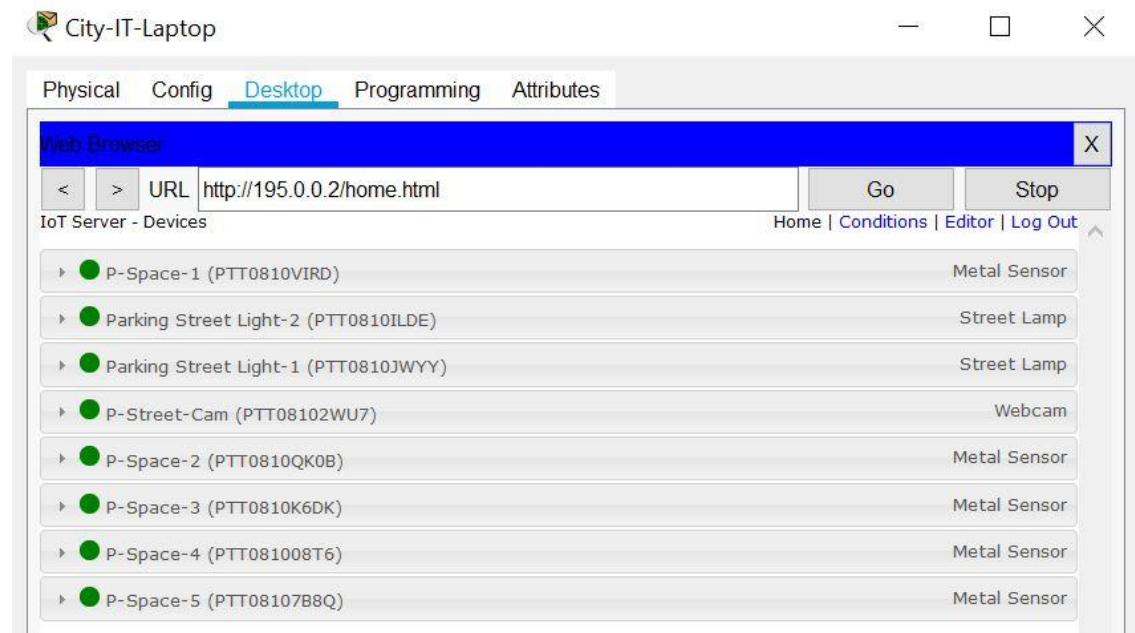 City-IT-Laptop
Physical Config Desktop Programming Attributes
Web Browser X
< > URL http://195.0.0.2/home.html Go Stop
IoT Server - Devices Home | Conditions | Editor | Log Out
P-Space-1 (PTT0810VIRD) Metal Sensor
Parking Street Light-2 (PTT0810ILDE) Street Lamp
Parking Street Light-1 (PTT0810JWYY) Street Lamp
P-Street-Cam (PTT08102WU7) Webcam
P-Space-2 (PTT0810QK0B) Metal Sensor
P-Space-3 (PTT0810K6DK) Metal Sensor
P-Space-4 (PTT081008T6) Metal Sensor
P-Space-5 (PTT08107B8Q) Metal Sensor